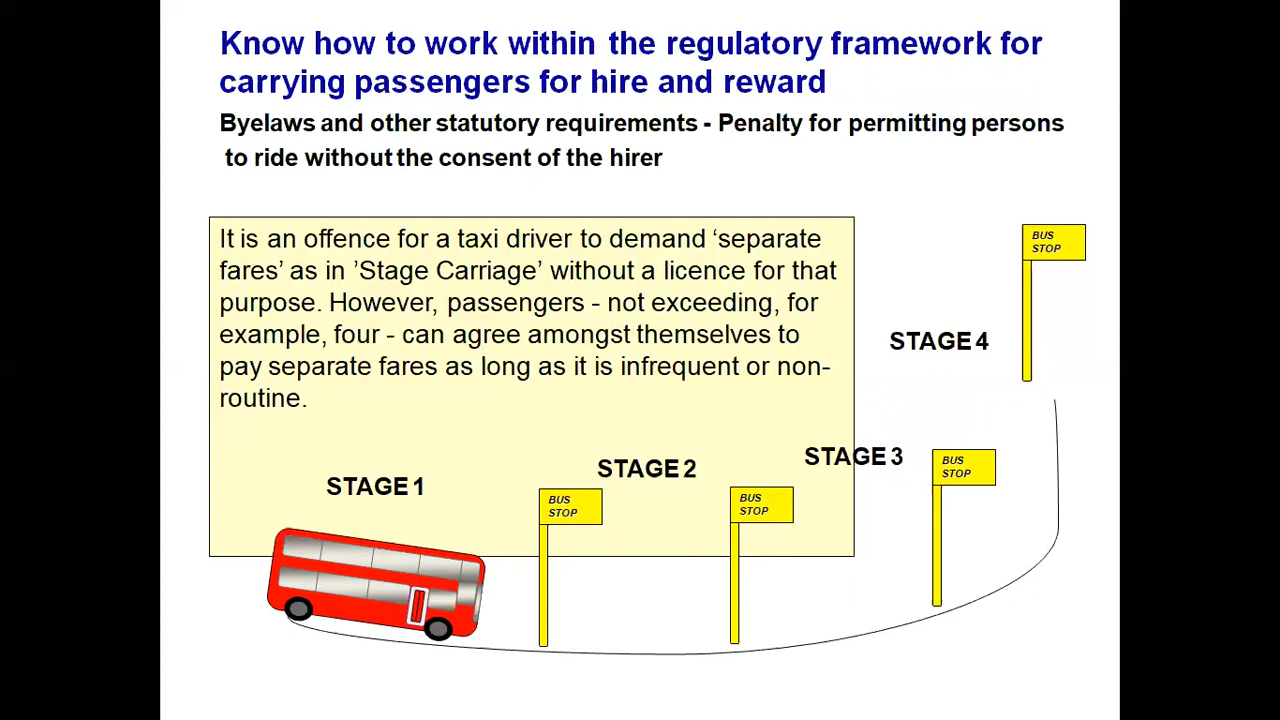 Know how to work within the regulatory framework for
carrying passengers for hire and reward
Byelaws and other statutory requirements - Penalty for permitting persons
to ride without the consent of the hirer
It is an offence for a taxi driver to demand ‘separate
fares’ as in ’Stage Carriage’ without a licence for that
purpose. However, passengers - not exceeding, for
example, four - can agree amongst themselves to
pay separate fares as long as it is infrequent or non-
routine.
BUS
STOP
STAGE 4
STAGE 3
BUS
STOP
STAGE 2
STAGE 1
BUS
STOP
BUS
STOP